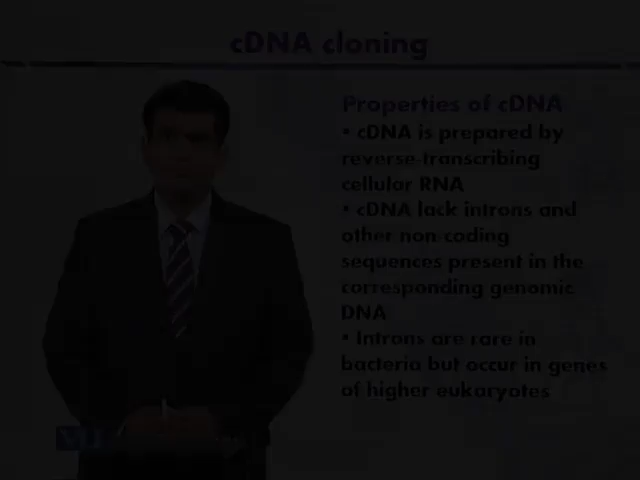 cDNA cloning
Properties of cDNA
• cDNA is prepared by
reverse-transcribing
cellular RNA
• cDNA lack introns and
other non coding
sequences present in the
corresponding genomic
DNA
• Introns are rare in
bacteria but occur in genes
of higher eukaryotes